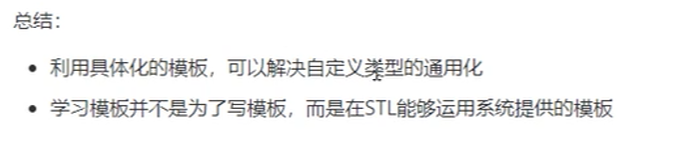 总结：
利用具体化的模板，可以解决自定义类型的通用化
学习模板并不是为了写模板，而是在STL能够运用系统提供的模板